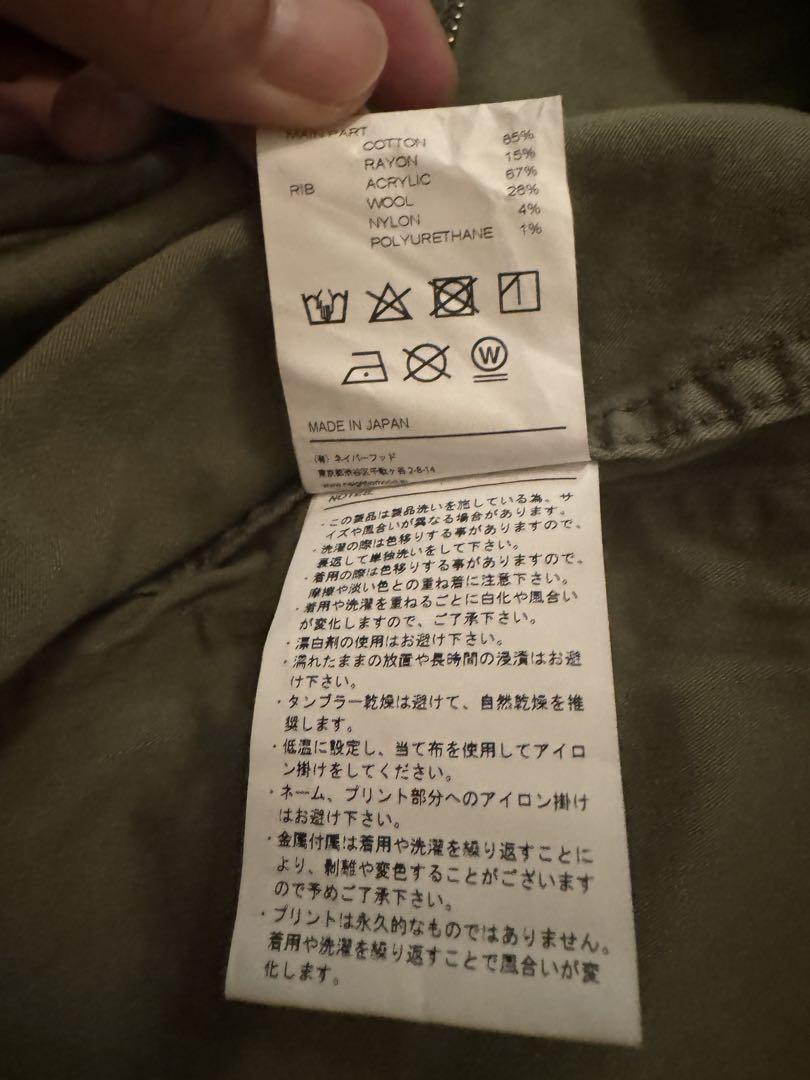 MAIN PART
COTTON 85%
RAYON 15%
RIB ACRYLIC 67%
WOOL 28%
NYLON 4%
POLYURETHANE 1%
W
MADE IN JAPAN
(有) ネイバーフッド
東京都渋谷区千駄ヶ谷2-8-14
NOTES
・この製品は製品洗いを施している為、サ
イズや風合いが異なる場合があります。
・洗濯の際は色移りする事がありますので、
裏返して単独洗いをして下さい。
・着用の際は色移りする事がありますので、
摩擦や淡い色との重ね着に注意下さい。
・着用や洗濯を重ねるごとに白化や風合い
が変化しますので、ご了承下さい。
・漂白剤の使用はお避け下さい。
・濡れたままの放置や長時間の浸漬はお避
け下さい。
・タンブラー乾燥は避けて、自然乾燥を推
奨します。
・低温に設定し、当て布を使用してアイロ
ン掛けをしてください。
・ネーム、プリント部分へのアイロン掛け
はお避け下さい。
・金属付属は着用や洗濯を繰り返すことに
より、剥離や変色することがございます
ので予めご了承下さい。
・プリントは永久的なものではありません。
着用や洗濯を繰り返すことで風合いが変
化します。